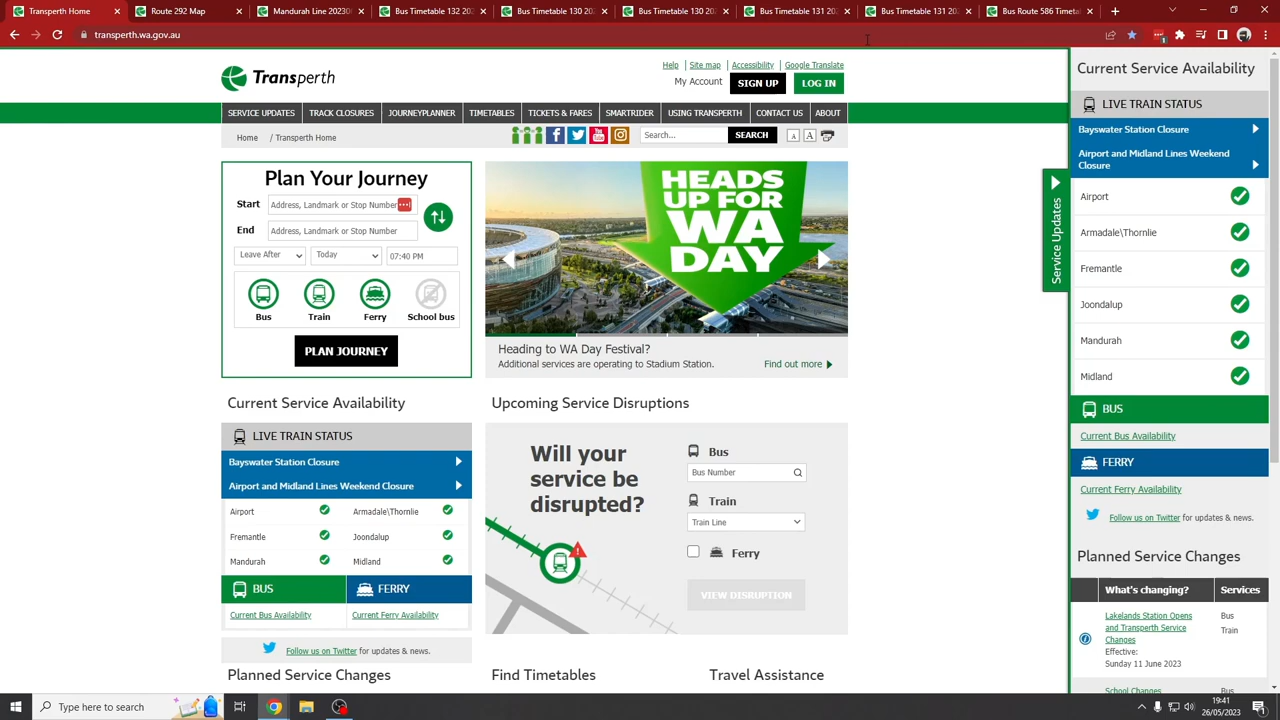 Transperth Home
Mandurah Line 20230
Route 292 202306
Bus Timetable 132 202
Bus Timetable 130 202
Bus Timetable 131 202
Bus Timetable 131 202
Bus Route 586 Timetal
transperth.wa.gov.au
Help
Site map
Accessibility
Google Translate
Transperth
My Account
SIGN UP
LOG IN
SERVICE UPDATES
TRACK CLOSURES
JOURNEYPLANNER
TIMETABLES
TICKETS & FARES
SMARTRIDER
USING TRANSPERTH
CONTACT US
ABOUT
Home / Transperth Home
Search...
SEARCH
A
A
Plan Your Journey
Start
Address, Landmark or Stop Number
End
Address, Landmark or Stop Number
Leave After
Today
07:40 PM
Bus
Train
Ferry
School bus
PLAN JOURNEY
HEADS
UP FOR
WA
DAY
Heading to WA Day Festival?
Additional services are operating to Stadium Station.
Find out more
Current Service Availability
LIVE TRAIN STATUS
Bayswater Station Closure
Airport and Midland Lines Weekend Closure
Airport
Armadale\Thornlie
Fremantle
Joondalup
Mandurah
Midland
BUS
FERRY
Current Bus Availability
Current Ferry Availability
Follow us on Twitter for updates & news.
Upcoming Service Disruptions
Will your
service be
disrupted?
Bus
Bus Number
Train
Train Line
Ferry
VIEW DISRUPTION
Planned Service Changes
Find Timetables
Travel Assistance
Service Updates
Current Service Availability
LIVE TRAIN STATUS
Bayswater Station Closure
Airport and Midland Lines Weekend
Closure
Airport
Armadale\Thornlie
Fremantle
Joondalup
Mandurah
Midland
BUS
Current Bus Availability
FERRY
Current Ferry Availability
Follow us on Twitter for updates & news.
Planned Service Changes
What's changing?
Services
Lakelands Station Opens
and Transperth Service
Changes
Effective:
Sunday 11 June 2023
Bus
Train
School Changes
Bus
Type here to search
19:41
26/05/2023